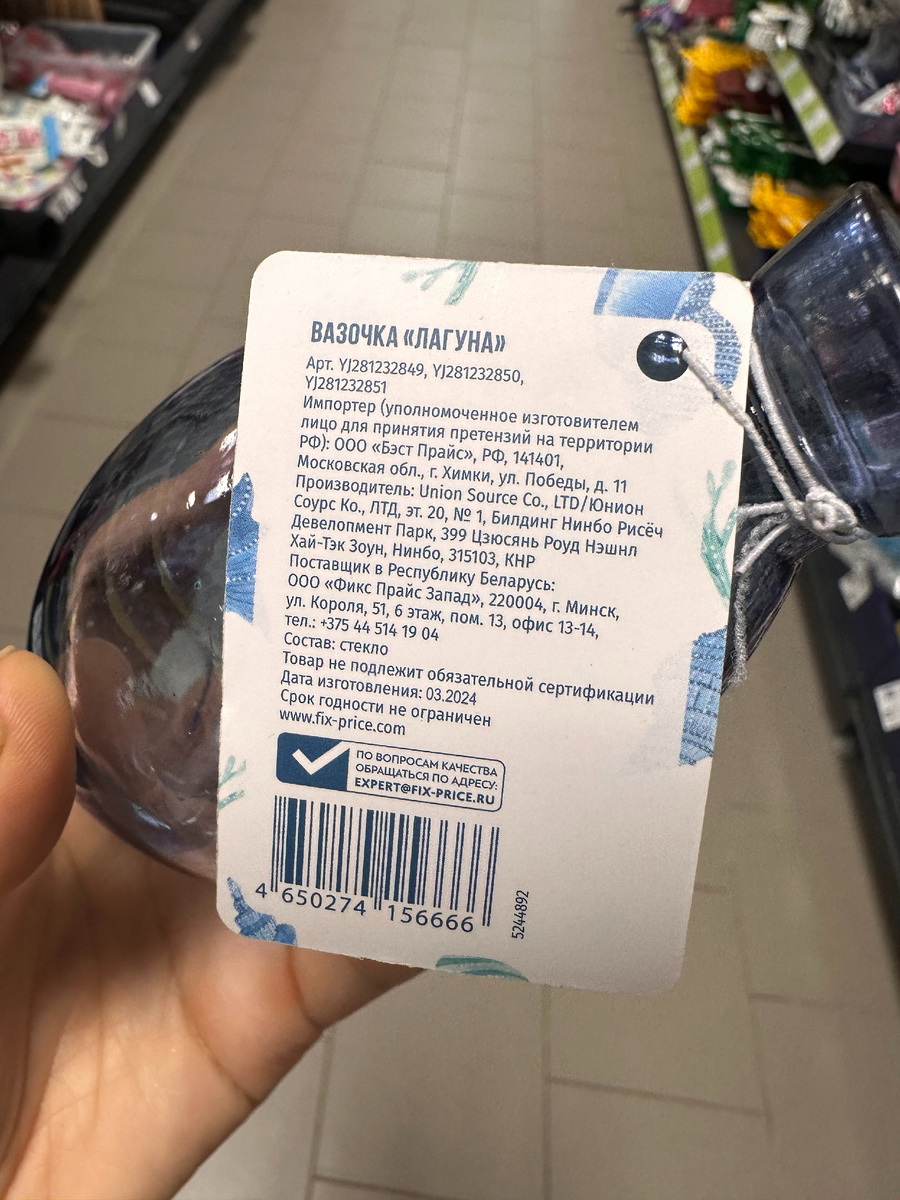 ВАЗОЧКА «ЛАГУНА»
Арт. YJ281232849, YJ281232850,
YJ281232851
Импортер (уполномоченное изготовителем
лицо для принятия претензий на территории
РФ): ООО «Бэст Прайс», РФ, 141401,
Московская обл., г. Химки, ул. Победы, д. 11
Производитель: Union Source Co., LTD/Юнион
Соурс Ко., ЛТД, эт. 20, № 1, Билдинг Нинбо Рисёч
Девелопмент Парк, 399 Цзюсянь Роуд Нэшнл
Хай-Тэк Зоун, Нинбо, 315103, КНР
Поставщик в Республику Беларусь:
ООО «Фикс Прайс Запад», 220004, г. Минск,
ул. Короля, 51, 6 этаж, пом. 13, офис 13-14,
тел.: +375 44 514 19 04
Состав: стекло
Товар не подлежит обязательной сертификации
Дата изготовления: 03.2024
Срок годности не ограничен
www.fix-price.com
ПО ВОПРОСАМ КАЧЕСТВА
ОБРАЩАТЬСЯ ПО АДРЕСУ:
EXPERT@FIX-PRICE.RU
4 650274 156666
5244892